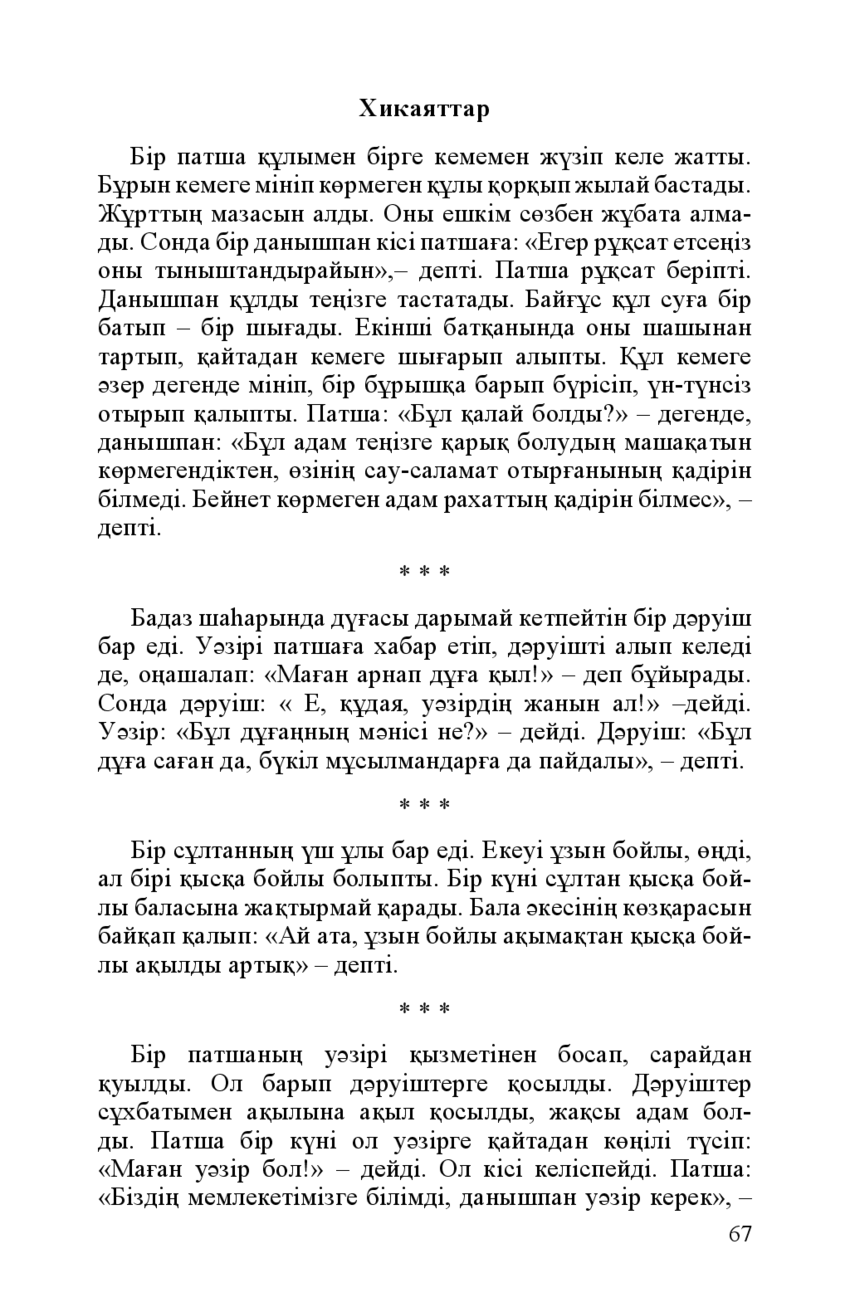 Хикаяттар
Бір патша құлымен бірге кемемен жүзіп келе жатты.
Бұрын кемеге мініп көрмеген құлы қорқып жылай бастады.
Жұрттың мазасын алды. Оны ешкім сөзбен жұбата алма-
ды. Сонда бір данышпан кісі патшаға: «Егер рұқсат етсеңіз
оны тыныштандырайын»,– депті. Патша рұқсат беріпті.
Данышпан құлды теңізге тастатады. Байғұс құл суға бір
батып – бір шығады. Екінші батқанында оны шашынан
тартып, қайтадан кемеге шығарып алыпты. Құл кемеге
әзер дегенде мініп, бір бұрышқа барып бүрісіп, үн-түнсіз
отырып қалыпты. Патша: «Бұл қалай болды?» – дегенде,
данышпан: «Бұл адам теңізге қарық болудың машақатын
көрмегендіктен, өзінің сау-саламат отырғанының қадірін
білмеді. Бейнет көрмеген адам рахаттың қадірін білмес», –
депті.
* * *
Бадаз шаһарында дүғасы дарымай кетпейтін бір дәруіш
бар еді. Уәзірі патшаға хабар етіп, дәруішті алып келеді
де, оңашалап: «Маған арнап дұға қыл!» – деп бұйырады.
Сонда дәруіш: « Е, құдая, уәзірдің жанын ал!» –дейді.
Уәзір: «Бұл дұғаңның мәнісі не?» – дейді. Дәруіш: «Бұл
дұға саған да, бүкіл мұсылмандарға да пайдалы», – депті.
* * *
Бір сұлтанның үш ұлы бар еді. Екеуі ұзын бойлы, өңді,
ал бірі қысқа бойлы болыпты. Бір күні сұлтан қысқа бой-
лы баласына жақтырмай қарады. Бала әкесінің көзқарасын
байқап қалып: «Ай ата, ұзын бойлы ақымақтан қысқа бой-
лы ақылды артық» – депті.
* * *
Бір патшаның уәзірі қызметінен босап, сарайдан
қуылды. Ол барып дәруіштерге қосылды. Дәруіштер
сұхбатымен ақылына ақыл қосылды, жақсы адам бол-
ды. Патша бір күні ол уәзірге қайтадан көңілі түсіп:
«Маған уәзір бол!» – дейді. Ол кісі келіспейді. Патша:
«Біздің мемлекетімізге білімді, данышпан уәзір керек», –
67